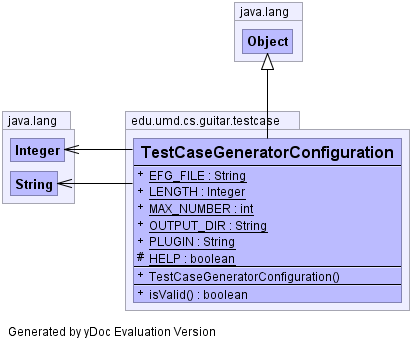 java.lang
Object
java.lang
Integer
String
edu.umd.cs.guitar.testcase
TestCaseGeneratorConfiguration
+ EFG_FILE : String
+ LENGTH : Integer
+ MAX_NUMBER : int
+ OUTPUT_DIR : String
+ PLUGIN : String
# HELP : boolean
+ TestCaseGeneratorConfiguration()
+ isValid() : boolean
Generated by yDoc Evaluation Version